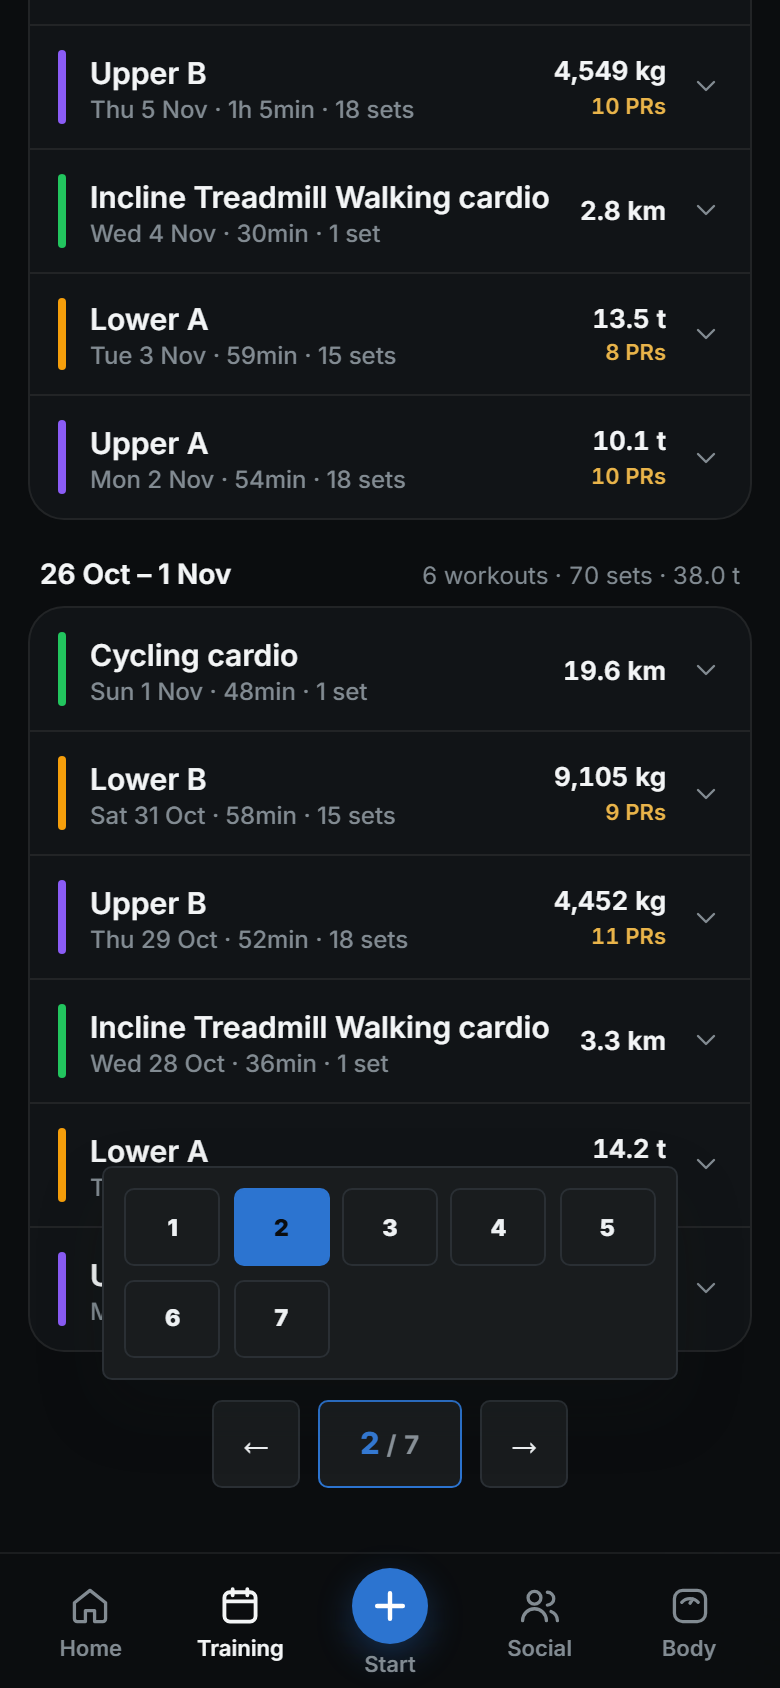 Upper B
4,549 kg
Thu 5 Nov · 1h 5min · 18 sets
10 PRs
Incline Treadmill Walking cardio
2.8 km
Wed 4 Nov · 30min · 1 set
Lower A
13.5 t
Tue 3 Nov · 59min · 15 sets
8 PRs
Upper A
10.1 t
Mon 2 Nov · 54min · 18 sets
10 PRs
26 Oct – 1 Nov
6 workouts · 70 sets · 38.0 t
Cycling cardio
19.6 km
Sun 1 Nov · 48min · 1 set
Lower B
9,105 kg
Sat 31 Oct · 58min · 15 sets
9 PRs
Upper B
4,452 kg
Thu 29 Oct · 52min · 18 sets
11 PRs
Incline Treadmill Walking cardio
3.3 km
Wed 28 Oct · 36min · 1 set
Lower A
14.2 t
1 2 3 4 5
6 7
← 2 / 7 →
Home Training Start Social Body